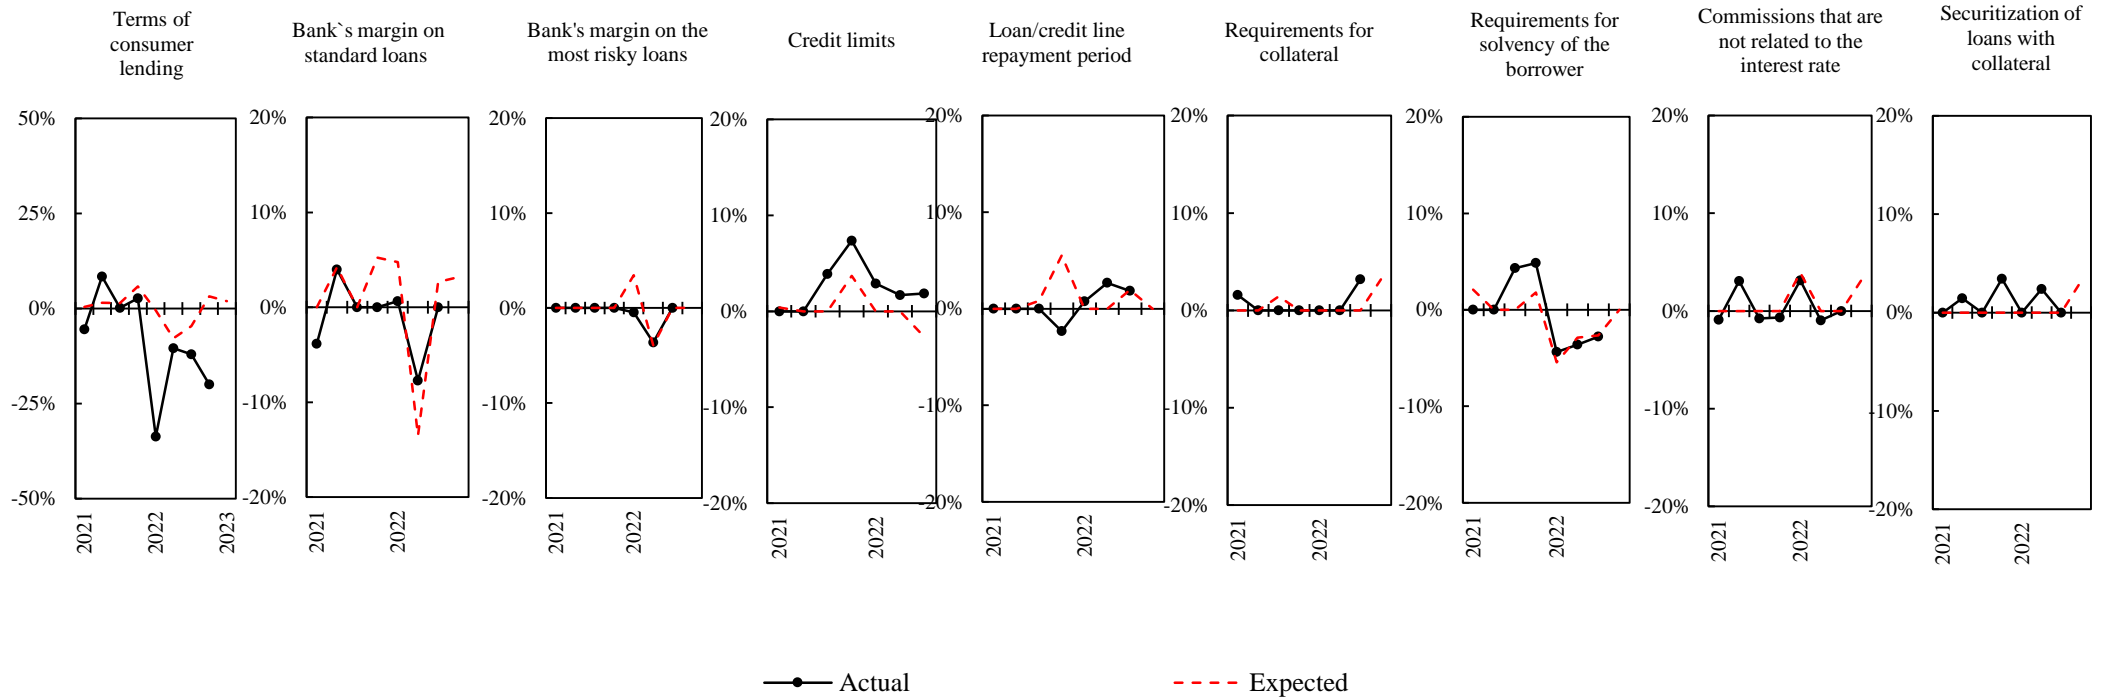 Terms of
consumer
lending
50%
25%
0%
-25%
-50%
2021
2022
2023
Bank`s margin on
standard loans
20%
10%
0%
-10%
-20%
2021
2022
Bank's margin on the
most risky loans
20%
10%
0%
-10%
-20%
2021
2022
Credit limits
20%
10%
0%
-10%
-20%
2021
2022
Loan/credit line
repayment period
20%
10%
0%
-10%
-20%
2021
2022
Requirements for
collateral
20%
10%
0%
-10%
-20%
2021
2022
Requirements for
solvency of the
borrower
20%
10%
0%
-10%
-20%
2021
2022
Commissions that are
not related to the
interest rate
20%
10%
0%
-10%
-20%
2021
2022
Securitization of
loans with
collateral
20%
10%
0%
-10%
-20%
2021
2022
Actual
Expected